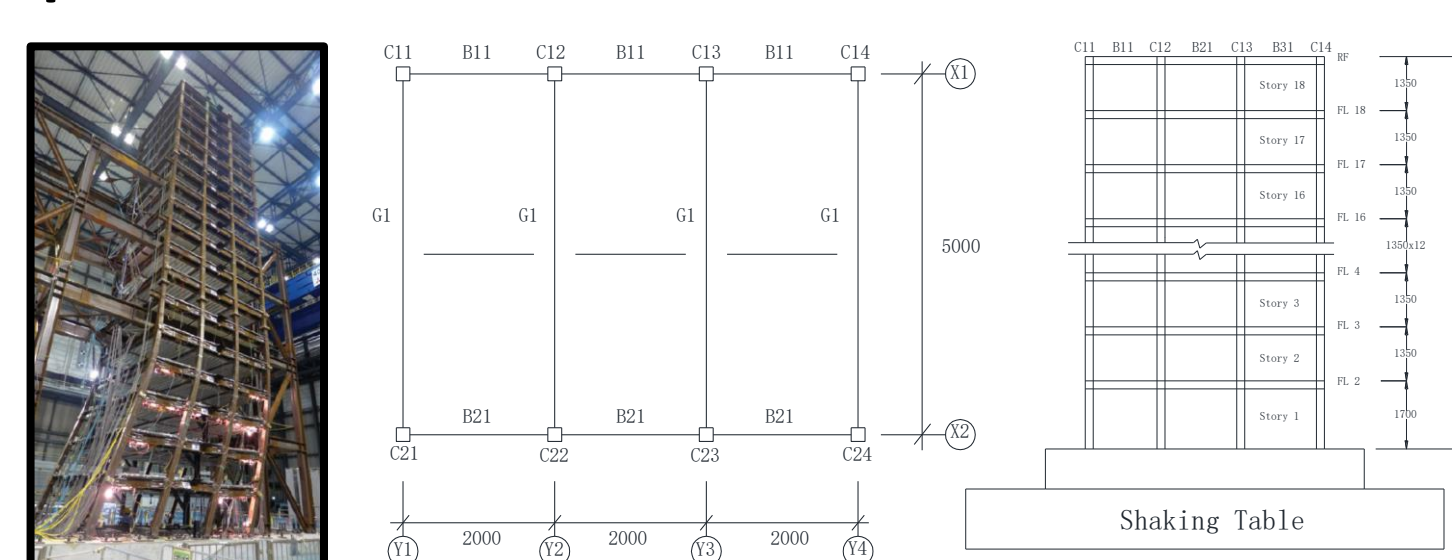 C11 B11 C12 B11 C13 B11 C14
X1
G1 G1 G1 G1
5000
B21 B21 B21
X2
C21 C22 C23 C24
2000 2000 2000
Y1 Y2 Y3 Y4
C11 B11 C12 B21 C13 B31 C14
RF
Story 18
1350
FL 18
Story 17
1350
FL 17
Story 16
1350
FL 16
1350x12
FL 4
Story 3
1350
FL 3
Story 2
1350
FL 2
Story 1
1700
Shaking Table